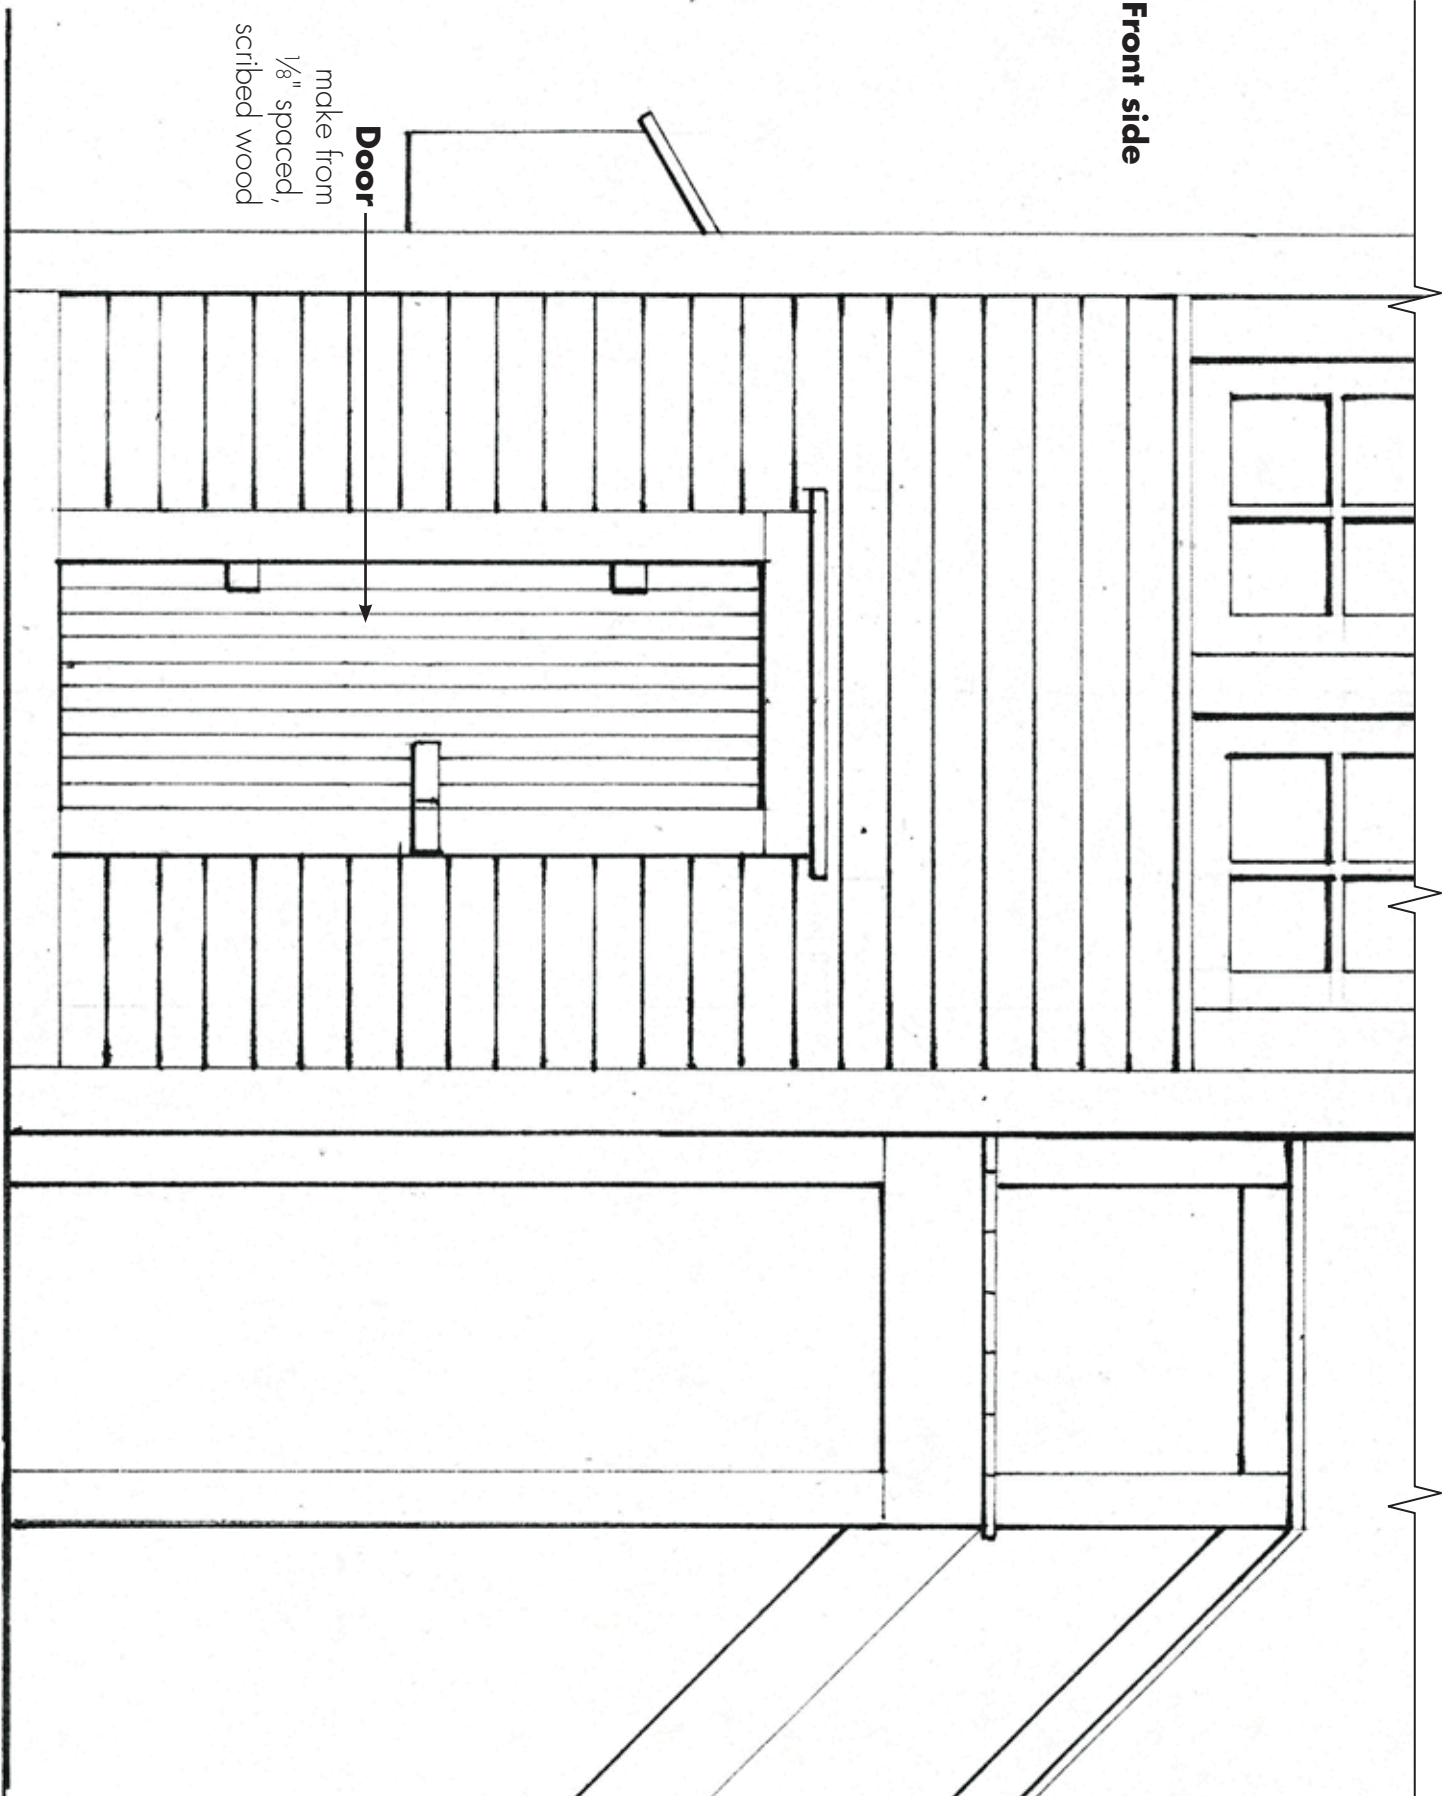 Front side
Door
make from
⅛" spaced,
scribed wood